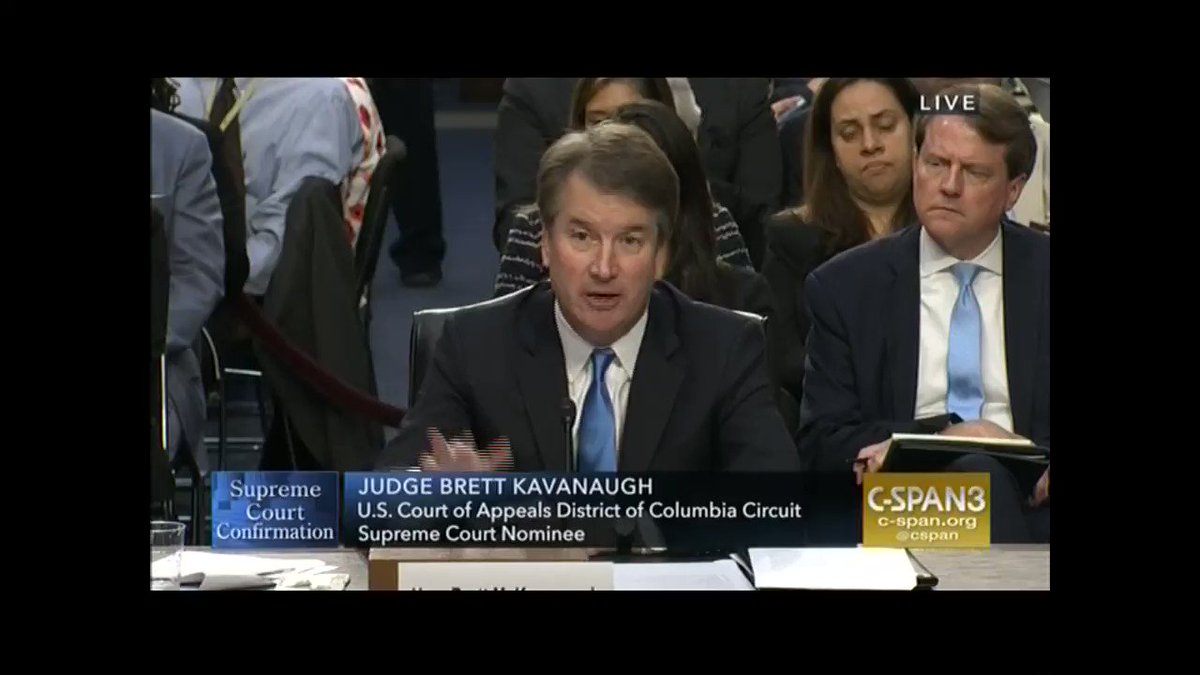 LIVE
Supreme
Court
Confirmation
JUDGE BRETT KAVANAUGH
U.S. Court of Appeals District of Columbia Circuit
Supreme Court Nominee
C-SPAN3
c-span.org
@cspan